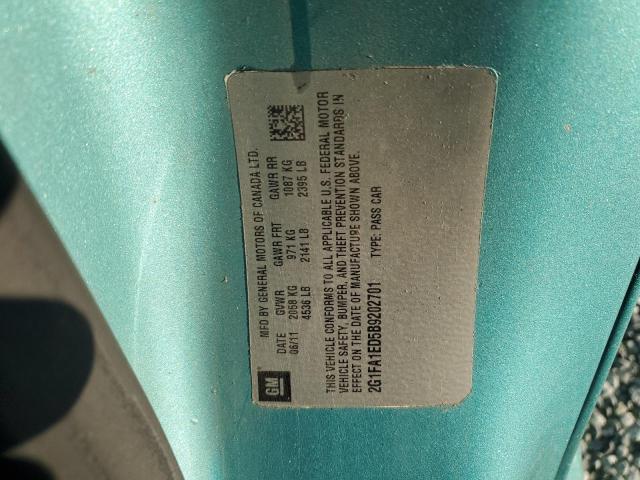 GM
MFD BY GENERAL MOTORS OF CANADA LTD.
DATE GVWR GAWR FRT GAWR RR
06/11 2058 KG 971 KG 1087 KG
4536 LB 2141 LB 2395 LB
THIS VEHICLE CONFORMS TO ALL APPLICABLE U.S. FEDERAL MOTOR
VEHICLE SAFETY, BUMPER, AND THEFT PREVENTION STANDARDS IN
EFFECT ON THE DATE OF MANUFACTURE SHOWN ABOVE.
2G1FA1ED5B9202701 TYPE: PASS CAR